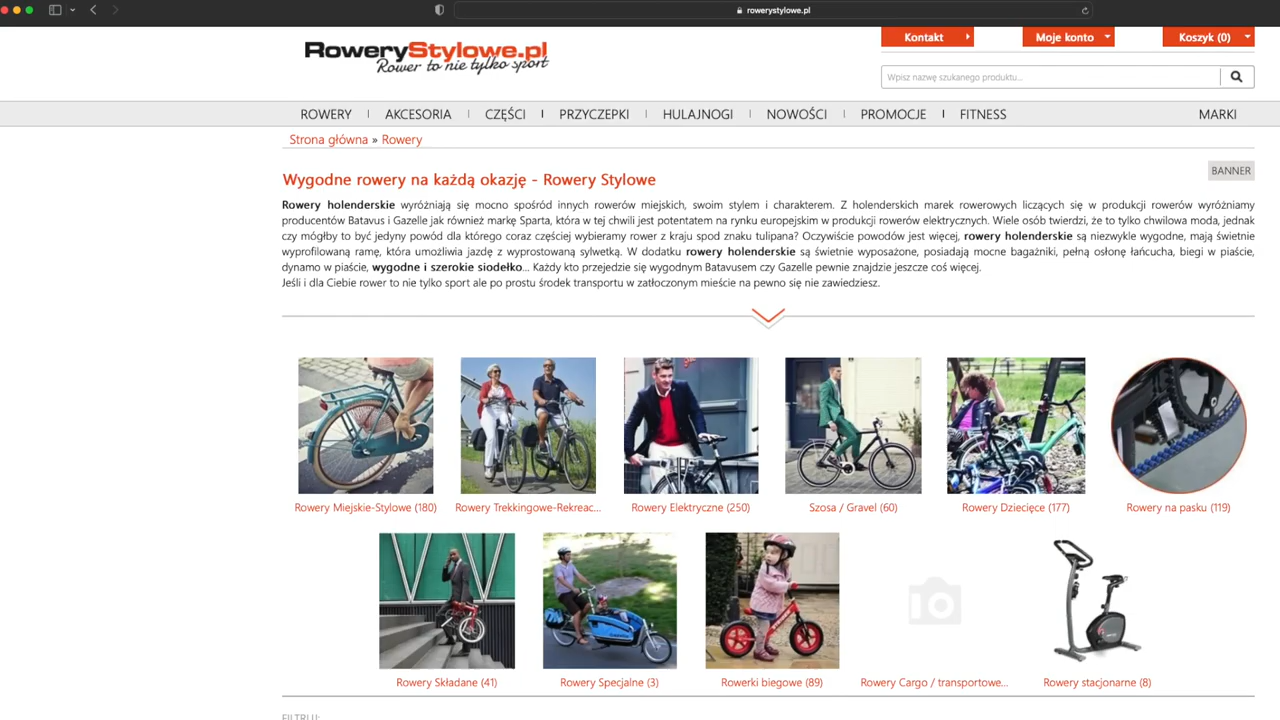 rowerystylowe.pl
Kontakt
Moje konto
Koszyk (0)
RoweryStylowe.pl
Rower to nie tylko sport
Wpisz nazwę szukanego produktu...
ROWERY
AKCESORIA
CZĘŚCI
PRZYCZEPKI
HULAJNOGI
NOWOŚCI
PROMOCJE
FITNESS
MARKI
Strona główna » Rowery
BANNER
Wygodne rowery na każdą okazję - Rowery Stylowe
Rowery holenderskie wyróżniają się mocno spośród innych rowerów miejskich, swoim stylem i charakterem. Z holenderskich marek rowerowych liczących się w produkcji rowerów wyróżniamy
producentów Batavus i Gazelle jak również markę Sparta, która w tej chwili jest potentatem na rynku europejskim w produkcji rowerów elektrycznych. Wiele osób twierdzi, że to tylko chwilowa moda, jednak
czy mógłby to być jedyny powód dla którego coraz częściej wybieramy rower z kraju spod znaku tulipana? Oczywiście powodów jest więcej, rowery holenderskie są niezwykle wygodne, mają świetnie
wyprofilowaną ramę, która umożliwia jazdę z wyprostowaną sylwetką. W dodatku rowery holenderskie są świetnie wyposażone, posiadają mocne bagażniki, pełną osłonę łańcucha, biegi w piaście,
dynamo w piaście, wygodne i szerokie siodełko... Każdy kto przejedzie się wygodnym Batavusem czy Gazelle pewnie znajdzie jeszcze coś więcej.
Jeśli i dla Ciebie rower to nie tylko sport ale po prostu środek transportu w zatłoczonym mieście na pewno się nie zawiedziesz.
Rowery Miejskie-Stylowe (180)
Rowery Trekkingowe-Rekreac...
Rowery Elektryczne (250)
Szosa / Gravel (60)
Rowery Dziecięce (177)
Rowery na pasku (119)
Rowery Składane (41)
Rowery Specjalne (3)
Rowerki biegowe (89)
Rowery Cargo / transportowe...
Rowery stacjonarne (8)
FILTRUJ: